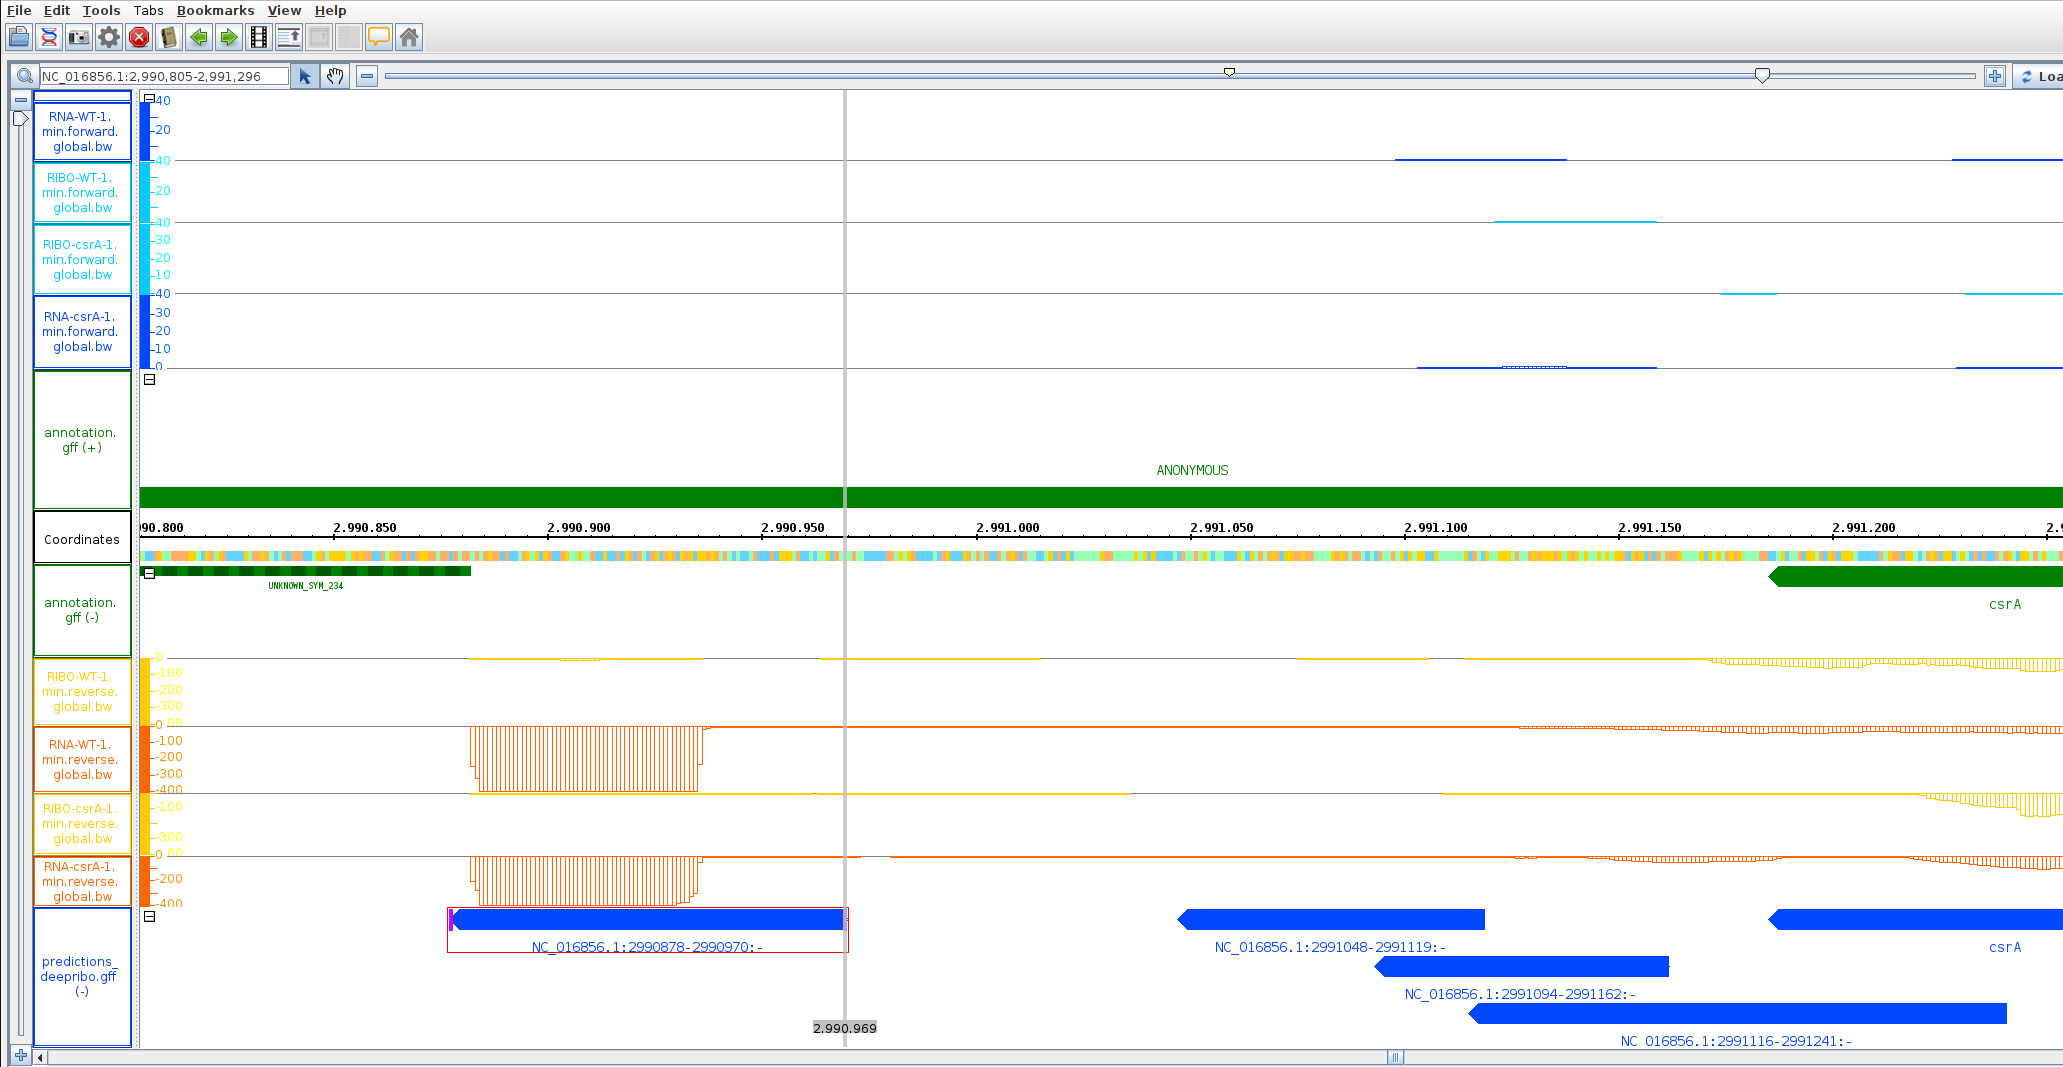 File Edit Tools Tabs Bookmarks View Help
NC_016856.1:2,990,805-2,991,296
Loa
RNA-WT-1.
min.forward.
global.bw
40
20
RIBO-WT-1.
min.forward.
global.bw
40
20
RIBO-csrA-1.
min.forward.
global.bw
40
30
20
10
RNA-csrA-1.
min.forward.
global.bw
40
30
20
10
0
annotation.
gff (+)
ANONYMOUS
Coordinates
90.800 2.990.850 2.990.900 2.990.950 2.991.000 2.991.050 2.991.100 2.991.150 2.991.200 2.
annotation.
gff (-)
UNKNOWN_SYM_234
csrA
RIBO-WT-1.
min.reverse.
global.bw
0
-100
-200
-300
RNA-WT-1.
min.reverse.
global.bw
0
-100
-200
-300
-400
RIBO-csrA-1.
min.reverse.
global.bw
-100
-300
RNA-csrA-1.
min.reverse.
global.bw
0
-200
-400
predictions_
deepribo.gff
(-)
NC_016856.1:2990878-2990970:-
NC_016856.1:2991048-2991119:-
csrA
NC_016856.1:2991094-2991162:-
2.990.969
NC_016856.1:2991116-2991241:-